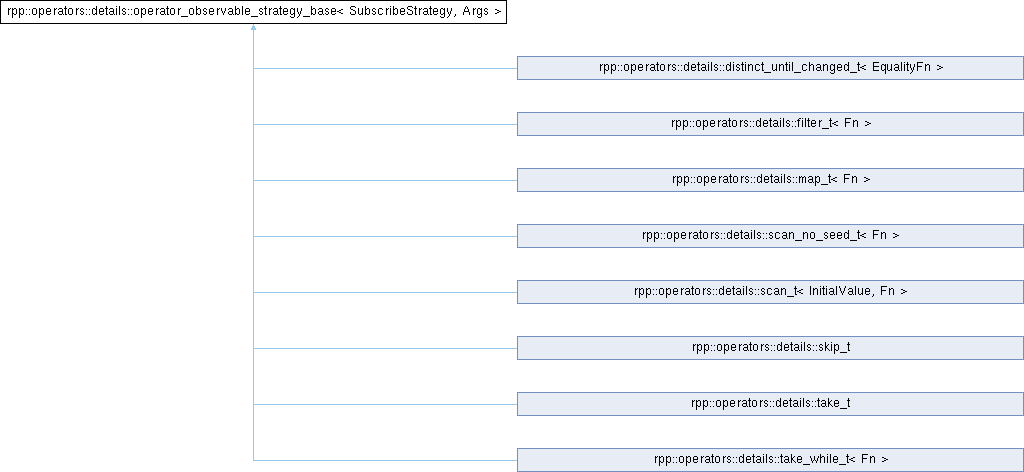 rpp::operators::details::operator_observable_strategy_base< SubscribeStrategy, Args >
rpp::operators::details::distinct_until_changed_t< EqualityFn >
rpp::operators::details::filter_t< Fn >
rpp::operators::details::map_t< Fn >
rpp::operators::details::scan_no_seed_t< Fn >
rpp::operators::details::scan_t< InitialValue, Fn >
rpp::operators::details::skip_t
rpp::operators::details::take_t
rpp::operators::details::take_while_t< Fn >